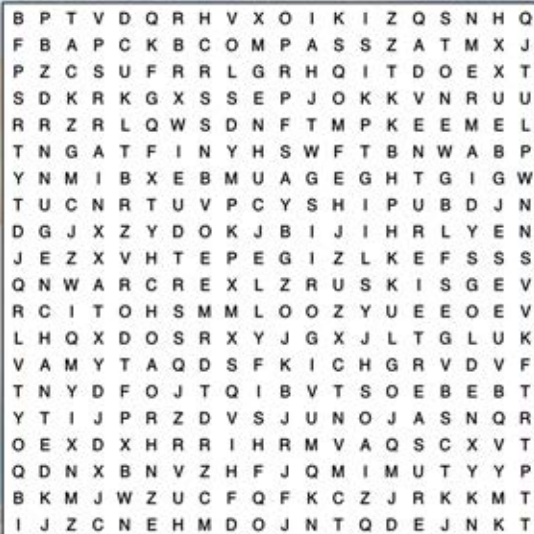 B P T V D Q R H V X O I K I Z Q S N H Q
F B A P C K B C O M P A S S Z A T M X J
P Z C S U F R R L G R H Q I T D O E X T
S D K R K G X S S E P J O K K V N R U U
R R Z R L Q W S D N F T M P K E E M E L
T N G A T F I N Y H S W F T B N W A B P
Y N M I B X E B M U A G E G H T G I G W
T U C N R T U V P C Y S H I P U B D J N
D G J X Z Y D O K J B I J I H R L Y E N
J E Z X V H T E P E G I Z L K E F S S S
Q N W A R C R E X L Z R U S K I S G E V
R C I T O H S M M L O O Z Y U E E O E V
L H Q X D O S R X Y J G X J L T G L U K
V A M Y T A Q D S F K I C H G R V D V F
T N Y D F O J T Q I B V T S O E B E B T
Y T I J P R Z D V S J U N O J A S N Q R
O E X D X H R R I H R M V A Q S C X V T
Q D N X B N V Z H F J Q M I M U T Y Y P
B K M J W Z U C F Q F K C Z J R K K M T
I J Z C N E H M D O J N T Q D E J N K T